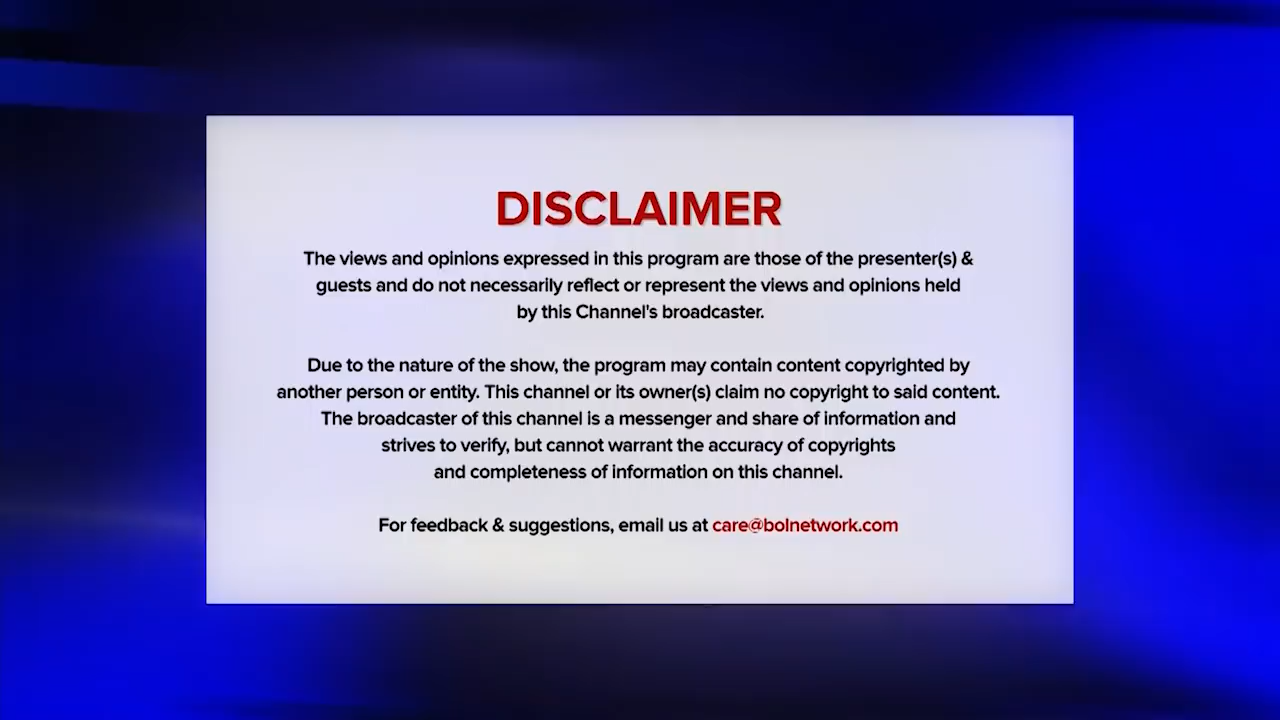 DISCLAIMER
The views and opinions expressed in this program are those of the presenter(s) &
guests and do not necessarily reflect or represent the views and opinions held
by this Channel's broadcaster.
Due to the nature of the show, the program may contain content copyrighted by
another person or entity. This channel or its owner(s) claim no copyright to said content.
The broadcaster of this channel is a messenger and share of information and
strives to verify, but cannot warrant the accuracy of copyrights
and completeness of information on this channel.
For feedback & suggestions, email us at care@bolnetwork.com